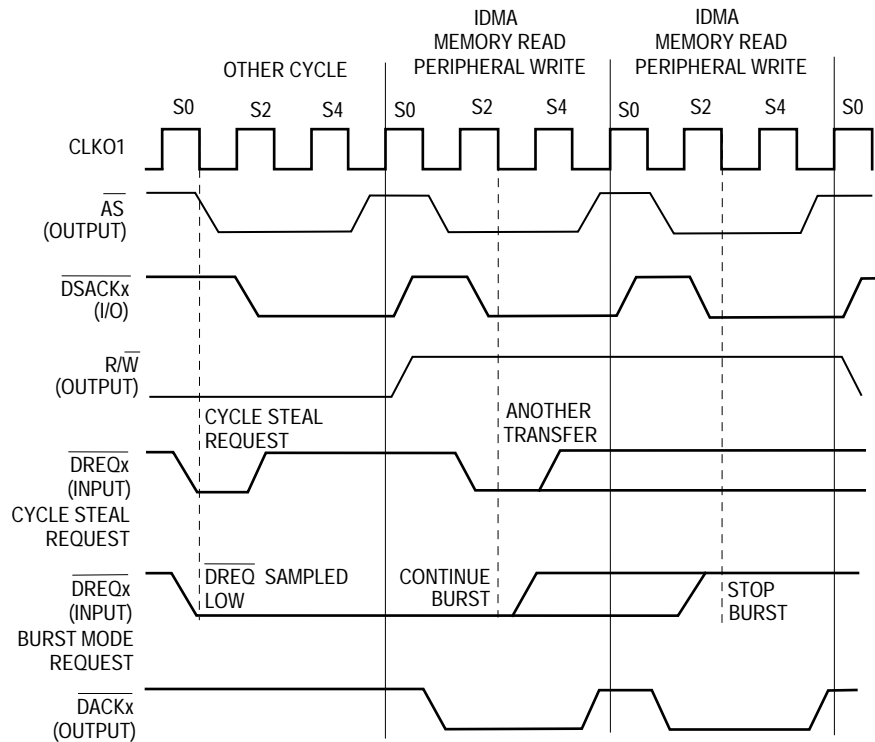 IDMA
MEMORY READ
PERIPHERAL WRITE
IDMA
MEMORY READ
PERIPHERAL WRITE
OTHER CYCLE
S0 S2 S4 S0 S2 S4 S0 S2 S4 S0
CLKO1
AS
(OUTPUT)
DSACKx
(I/O)
R/W
(OUTPUT)
CYCLE STEAL
REQUEST
ANOTHER
TRANSFER
DREQx
(INPUT)
CYCLE STEAL
REQUEST
DREQ SAMPLED
LOW
CONTINUE
BURST
STOP
BURST
DREQx
(INPUT)
BURST MODE
REQUEST
DACKx
(OUTPUT)